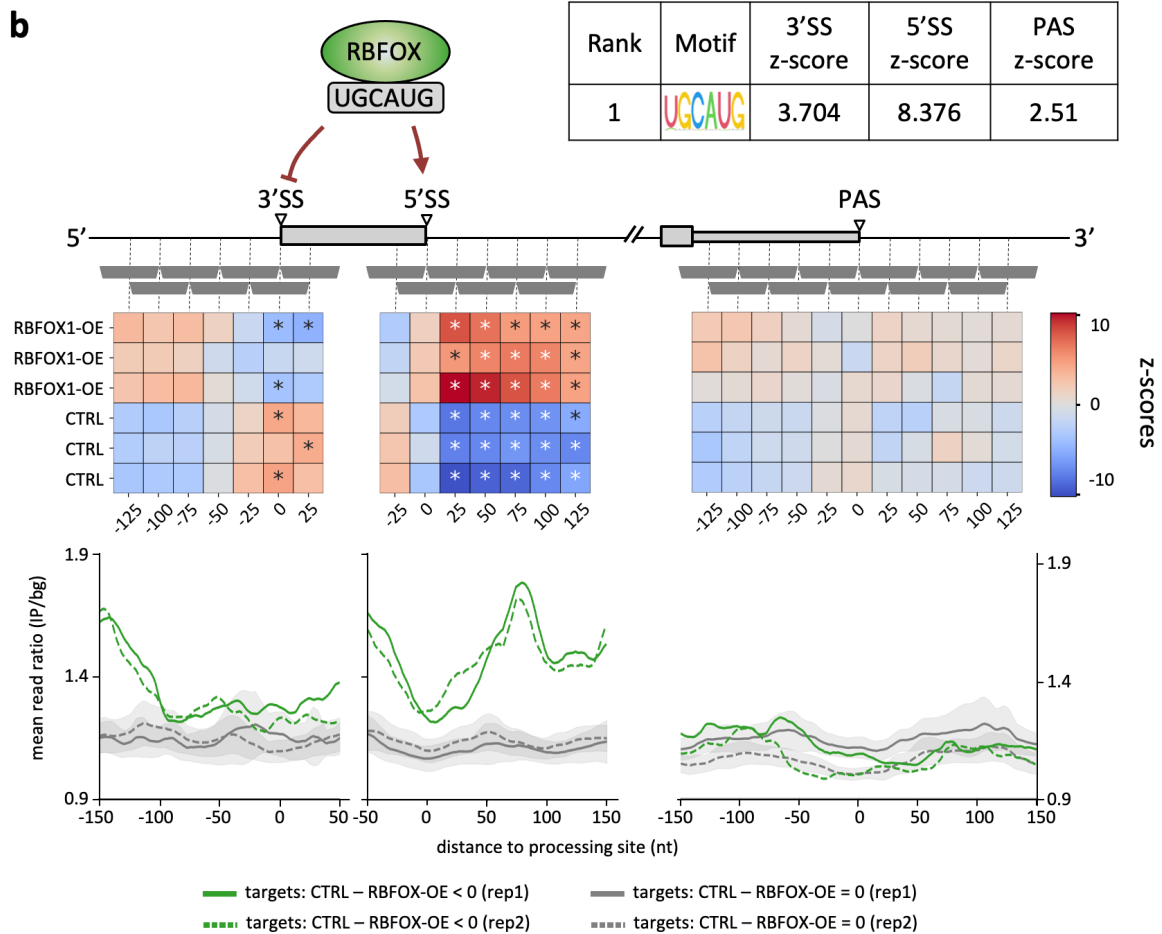 b
RBFOX
UGCAUG
Rank Motif 3’SS z-score 5’SS z-score PAS z-score
1 UGCAUG 3.704 8.376 2.51
3’SS 5’SS PAS
5’ // 3’
RBFOX1-OE * *
* * * * *
RBFOX1-OE
* * * * *
RBFOX1-OE *
* * * * *
CTRL *
* * * * *
CTRL *
* * * * *
CTRL *
* * * * *
10
0
-10
z-scores
-125 -100 -75 -50 -25 0 25
-25 0 25 50 75 100 125
-125 -100 -75 -50 -25 0 25 50 75 100 125
mean read ratio (IP/bg)
1.9 1.9
1.4 1.4
0.9 0.9
-150 -100 -50 0 50
-50 0 50 100 150
-150 -100 -50 0 50 100 150
distance to processing site (nt)
targets: CTRL – RBFOX-OE < 0 (rep1)
targets: CTRL – RBFOX-OE = 0 (rep1)
targets: CTRL – RBFOX-OE < 0 (rep2)
targets: CTRL – RBFOX-OE = 0 (rep2)